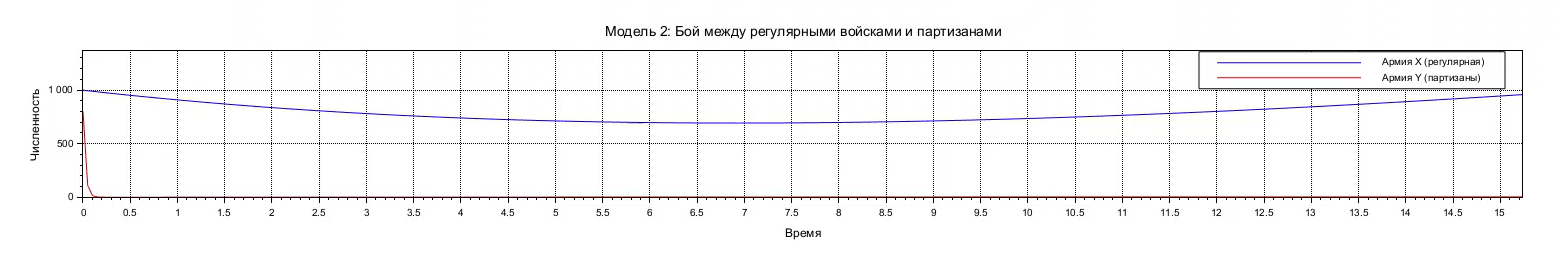 Модель 2: Бой между регулярными войсками и партизанами
Армия X (регулярная)
Армия Y (партизаны)
Численность
1 000
500
0
0 0.5 1 1.5 2 2.5 3 3.5 4 4.5 5 5.5 6 6.5 7 7.5 8 8.5 9 9.5 10 10.5 11 11.5 12 12.5 13 13.5 14 14.5 15
Время